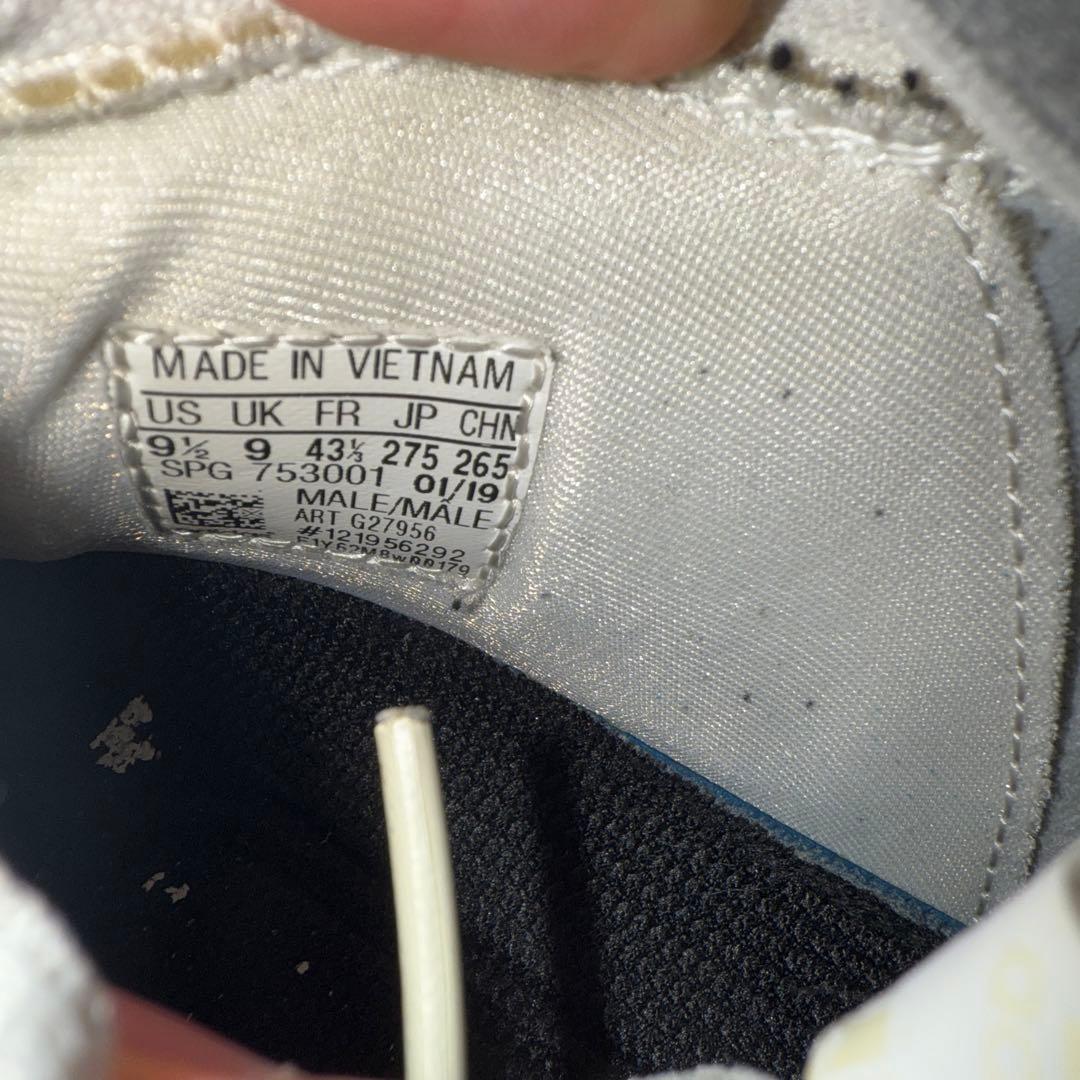 MADE IN VIETNAM
US UK FR JP CHN
9½ 9 43⅓ 275 265
SPG 753001 01/19
MALE/MÂLE
ART G27956
#121956292